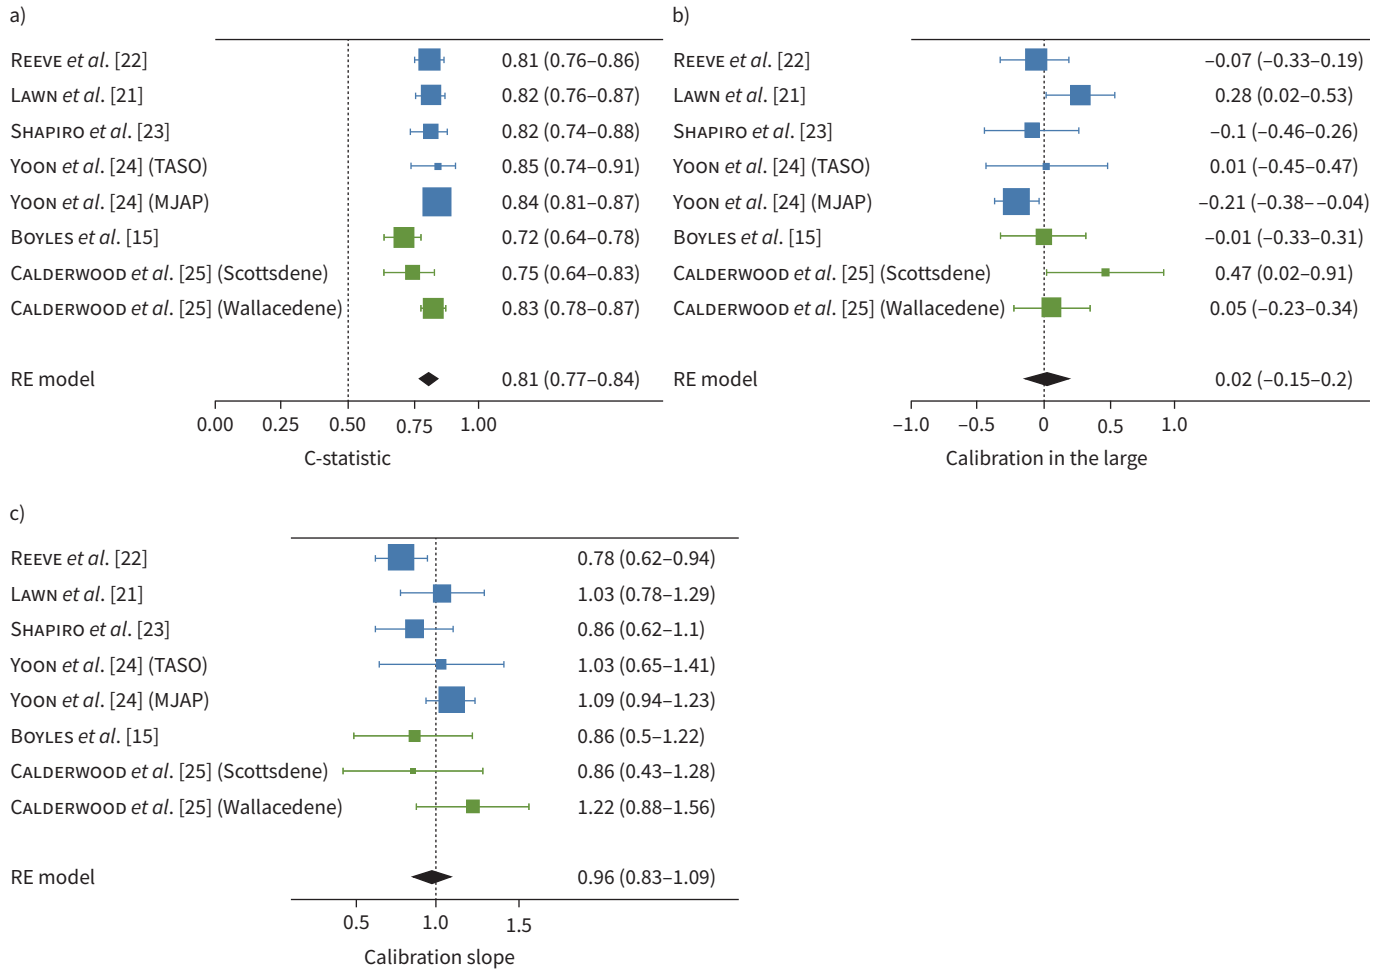 a)
Reeve et al. [22] 0.81 (0.76–0.86)
Lawn et al. [21] 0.82 (0.76–0.87)
Shapiro et al. [23] 0.82 (0.74–0.88)
Yoon et al. [24] (TASO) 0.85 (0.74–0.91)
Yoon et al. [24] (MJAP) 0.84 (0.81–0.87)
Boyles et al. [15] 0.72 (0.64–0.78)
Calderwood et al. [25] (Scottsdene) 0.75 (0.64–0.83)
Calderwood et al. [25] (Wallacedene) 0.83 (0.78–0.87)
RE model 0.81 (0.77–0.84)
0.00 0.25 0.50 0.75 1.00
C-statistic
b)
Reeve et al. [22] –0.07 (–0.33–0.19)
Lawn et al. [21] 0.28 (0.02–0.53)
Shapiro et al. [23] –0.1 (–0.46–0.26)
Yoon et al. [24] (TASO) 0.01 (–0.45–0.47)
Yoon et al. [24] (MJAP) –0.21 (–0.38––0.04)
Boyles et al. [15] –0.01 (–0.33–0.31)
Calderwood et al. [25] (Scottsdene) 0.47 (0.02–0.91)
Calderwood et al. [25] (Wallacedene) 0.05 (–0.23–0.34)
RE model 0.02 (–0.15–0.2)
–1.0 –0.5 0 0.5 1.0
Calibration in the large
c)
Reeve et al. [22] 0.78 (0.62–0.94)
Lawn et al. [21] 1.03 (0.78–1.29)
Shapiro et al. [23] 0.86 (0.62–1.1)
Yoon et al. [24] (TASO) 1.03 (0.65–1.41)
Yoon et al. [24] (MJAP) 1.09 (0.94–1.23)
Boyles et al. [15] 0.86 (0.5–1.22)
Calderwood et al. [25] (Scottsdene) 0.86 (0.43–1.28)
Calderwood et al. [25] (Wallacedene) 1.22 (0.88–1.56)
RE model 0.96 (0.83–1.09)
0.5 1.0 1.5
Calibration slope